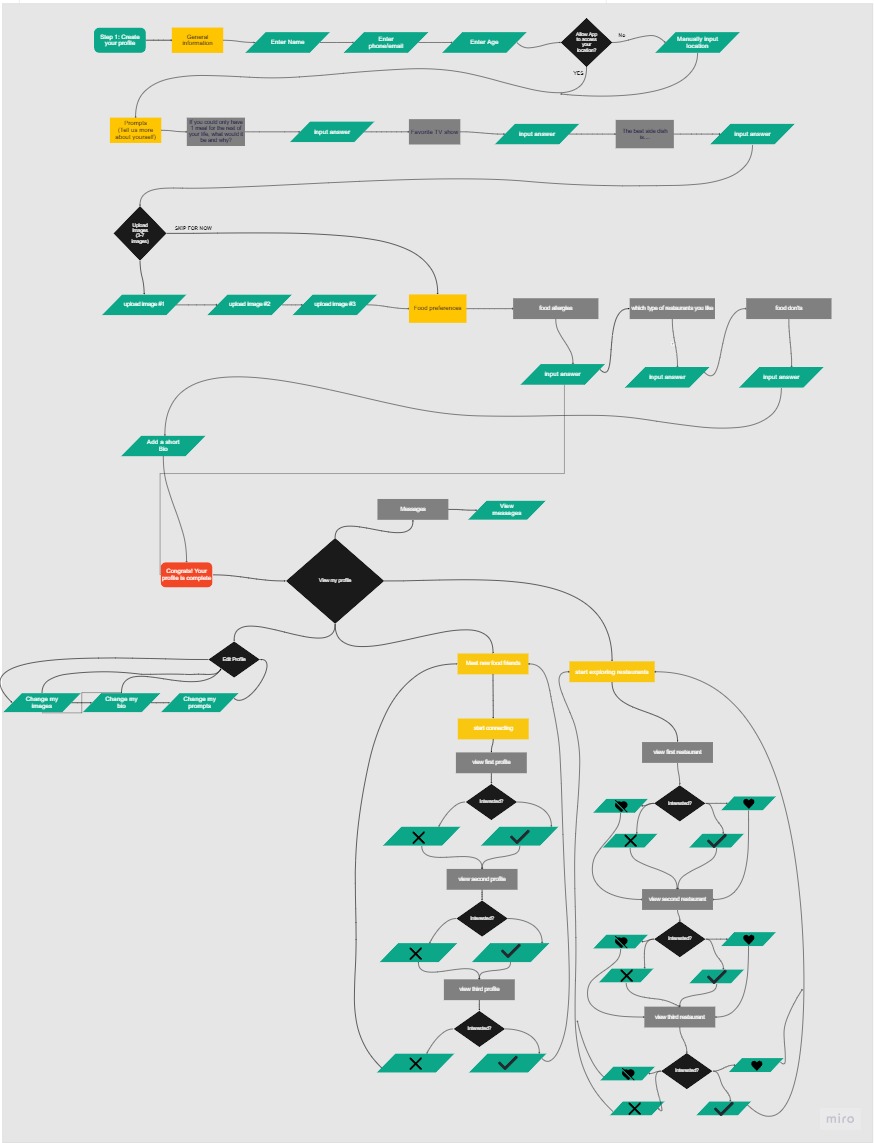 Step 1: Create
your profile
General
information
Enter Name
Enter
phone/email
Enter Age
Allow App
to access
your
location?
No
Manually input
location
YES
Prompts
(Tell us more
about yourself)
If you could only have
1 meal for the rest of
your life, what would it
be and why?
input answer
Favorite TV show
input answer
The best side dish
is....
input answer
Upload
images
(3-7
images)
SKIP FOR NOW
upload image #1
upload image #2
upload image #3
Food preferences
food allergies
which type of restaurants you like
food don'ts
input answer
input answer
input answer
Add a short
Bio
Messages
View
messages
Congrats! Your
profile is complete
View my profile
Edit Profile
Change my
images
Change my
bio
Change my
prompts
Meet new food friends
start exploring restaurants
start connecting
view first profile
view first restaurant
Interested?
Interested?
view second profile
view second restaurant
Interested?
Interested?
view third profile
view third restaurant
Interested?
Interested?
miro